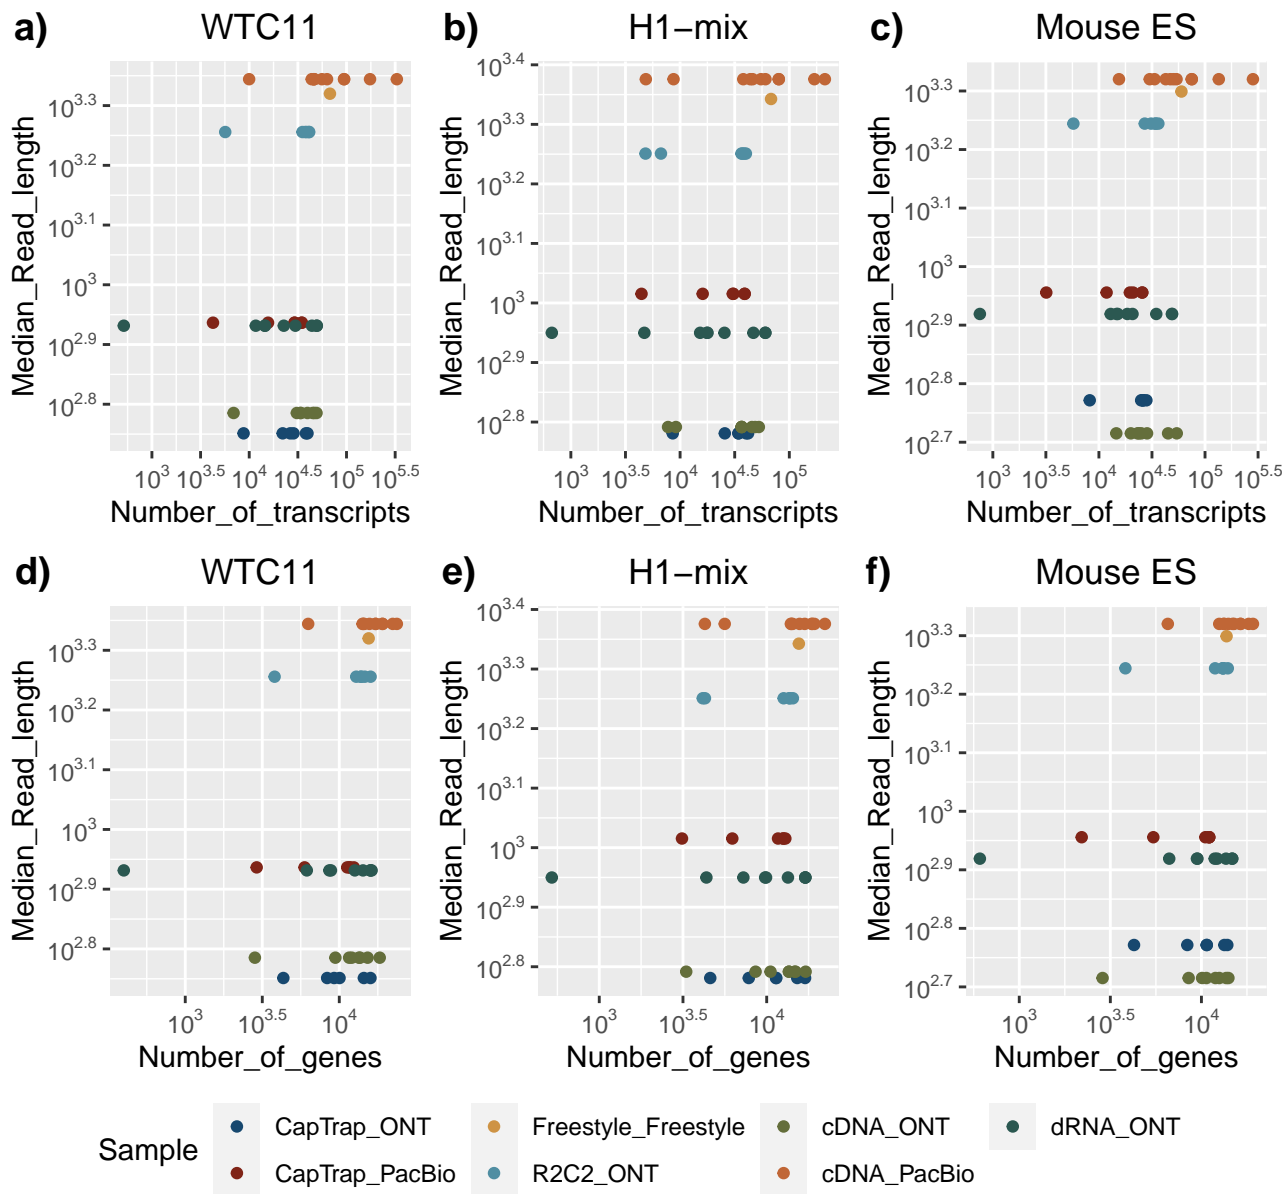 a) WTC11
b) H1−mix
c) Mouse ES
Median_Read_length
10^3.3
10^3.2
10^3.1
10^3
10^2.9
10^2.8
10^3 10^3.5 10^4 10^4.5 10^5 10^5.5
Number_of_transcripts
Median_Read_length
10^3.4
10^3.3
10^3.2
10^3.1
10^3
10^2.9
10^2.8
10^3 10^4 10^4.5 10^5
Number_of_transcripts
Median_Read_length
10^3.3
10^3.2
10^3.1
10^3
10^2.9
10^2.8
10^2.7
10^3 10^3.5 10^4 10^4.5 10^5 10^5.5
Number_of_transcripts
d) WTC11
e) H1−mix
f) Mouse ES
Median_Read_length
10^3.3
10^3.2
10^3.1
10^3
10^2.9
10^2.8
10^3 10^3.5 10^4
Number_of_genes
Median_Read_length
10^3.4
10^3.3
10^3.2
10^3.1
10^3
10^2.9
10^2.8
10^3 10^3.5 10^4
Number_of_genes
Median_Read_length
10^3.3
10^3.2
10^3.1
10^3
10^2.9
10^2.8
10^2.7
10^3 10^3.5 10^4
Number_of_genes
Sample
CapTrap_ONT Freestyle_Freestyle cDNA_ONT dRNA_ONT
CapTrap_PacBio R2C2_ONT cDNA_PacBio